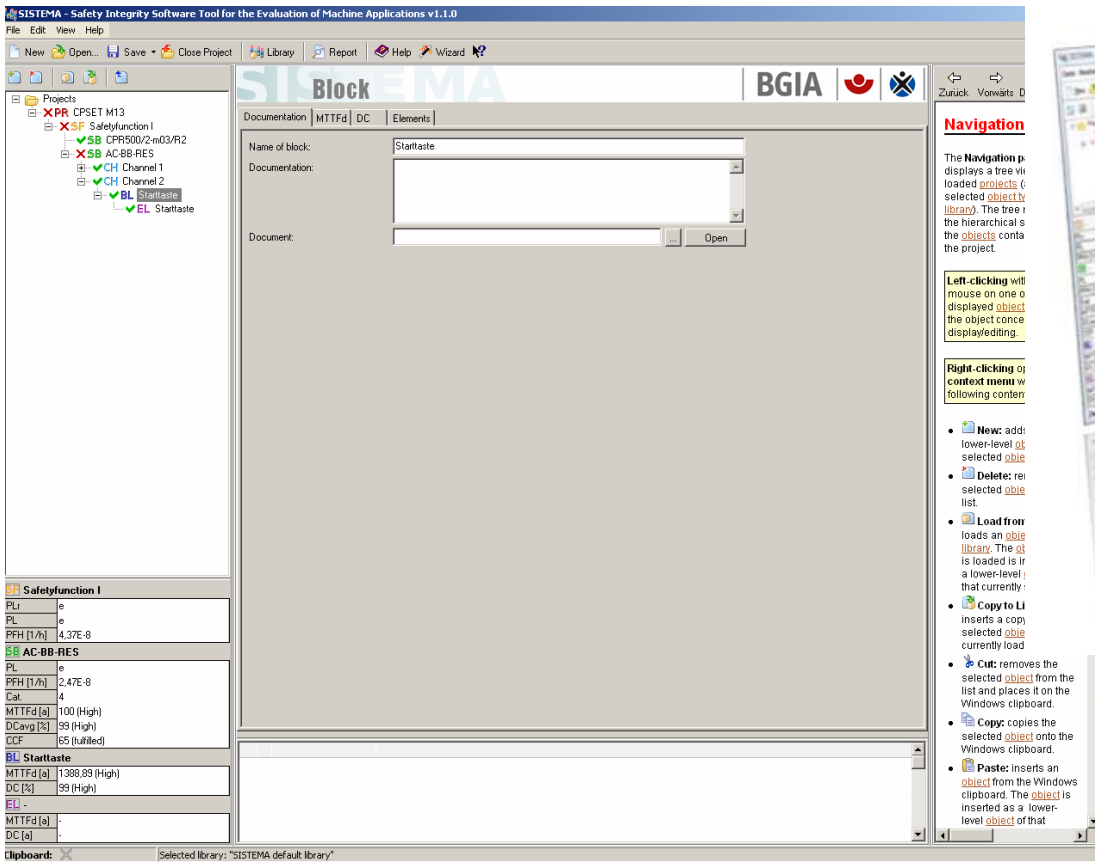 SISTEMA - Safety Integrity Software Tool for the Evaluation of Machine Applications v1.1.0
File Edit View Help
New Open... Save Close Project Library Report Help Wizard
Projects
PR CPSET M13
SF Safetyfunction I
SB CPR500/2-m03/R2
SB AC-BB-RES
CH Channel 1
CH Channel 2
BL Starttaste
EL Starttaste
SF Safetyfunction I
PLr e
PL e
PFH [1/h] 4,37E-8
SB AC-BB-RES
PL e
PFH [1/h] 2,47E-8
Cat. 4
MTTFd [a] 100 (High)
DCavg [%] 99 (High)
CCF 65 (fulfilled)
BL Starttaste
MTTFd [a] 1388,89 (High)
DC [%] 99 (High)
EL -
MTTFd [a] -
DC [a] -
SISTEMA
Block
BGIA
Documentation MTTFd DC Elements
Name of block: Starttaste
Documentation:
Document: ... Open
Zurück Vorwärts D
Navigation
The Navigation p
displays a tree vie
loaded projects (
selected object ty
library). The tree
the hierarchical s
the objects conta
the project.
Left-clicking with
mouse on one o
displayed object
the object conce
display/editing.
Right-clicking op
context menu w
following conten
New: adds
lower-level ob
selected obje
Delete: re
selected obje
list.
Load from
loads an obje
library. The ob
is loaded is in
a lower-level
that currently
Copy to Li
inserts a copy
selected obje
currently load
Cut: removes the
selected object from the
list and places it on the
Windows clipboard.
Copy: copies the
selected object onto the
Windows clipboard.
Paste: inserts an
object from the Windows
clipboard. The object is
inserted as a lower-
level object of that
Clipboard: Selected library: "SISTEMA default library"